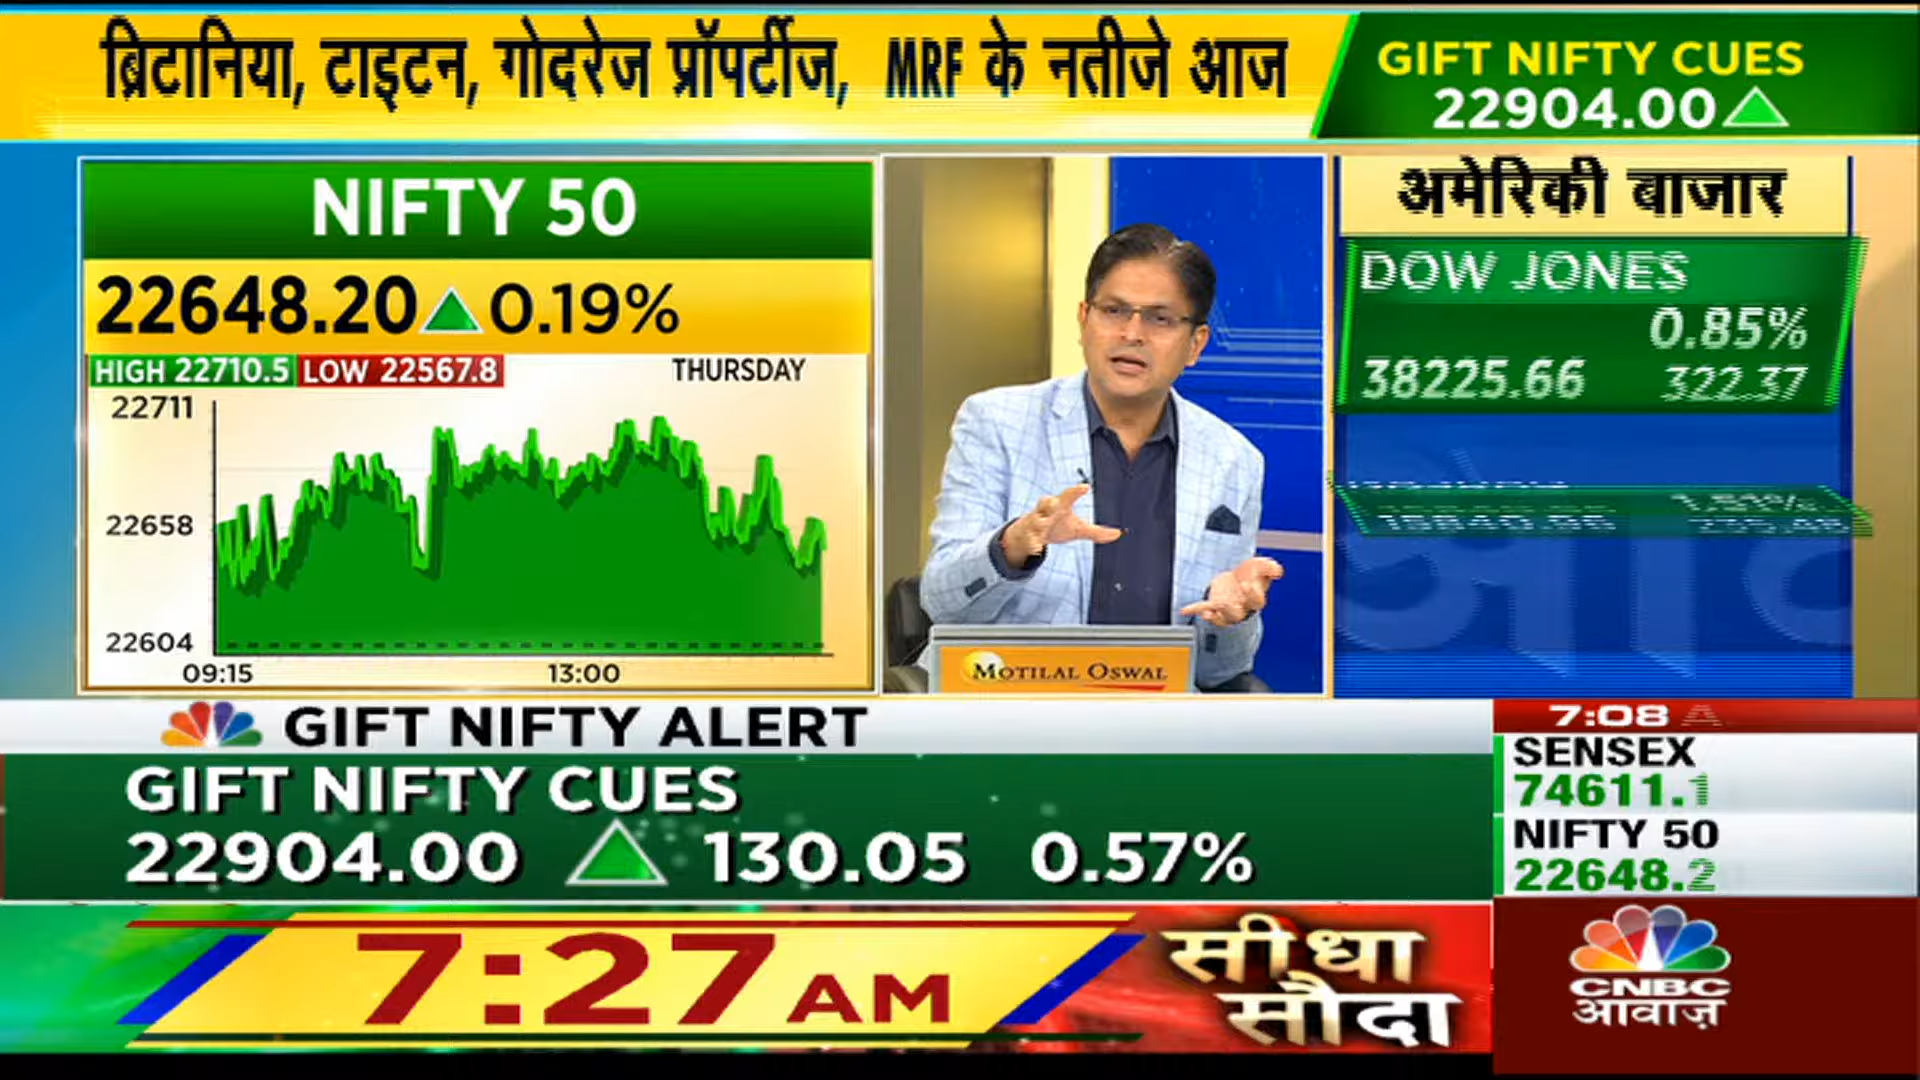 ब्रिटानिया, टाइटन, गोदरेज प्रॉपर्टीज, MRF के नतीजे आज
GIFT NIFTY CUES
22904.00
NIFTY 50
22648.20 0.19%
HIGH 22710.5 LOW 22567.8 THURSDAY
22711
22658
22604
09:15 13:00
MOTILAL OSWAL
अमेरिकी बाजार
DOW JONES
0.85%
38225.66 322.37
GIFT NIFTY ALERT
GIFT NIFTY CUES
22904.00 130.05 0.57%
7:08
SENSEX
74611.1
NIFTY 50
22648.2
7:27 AM
सीधा
सौदा
CNBC
आवाज़